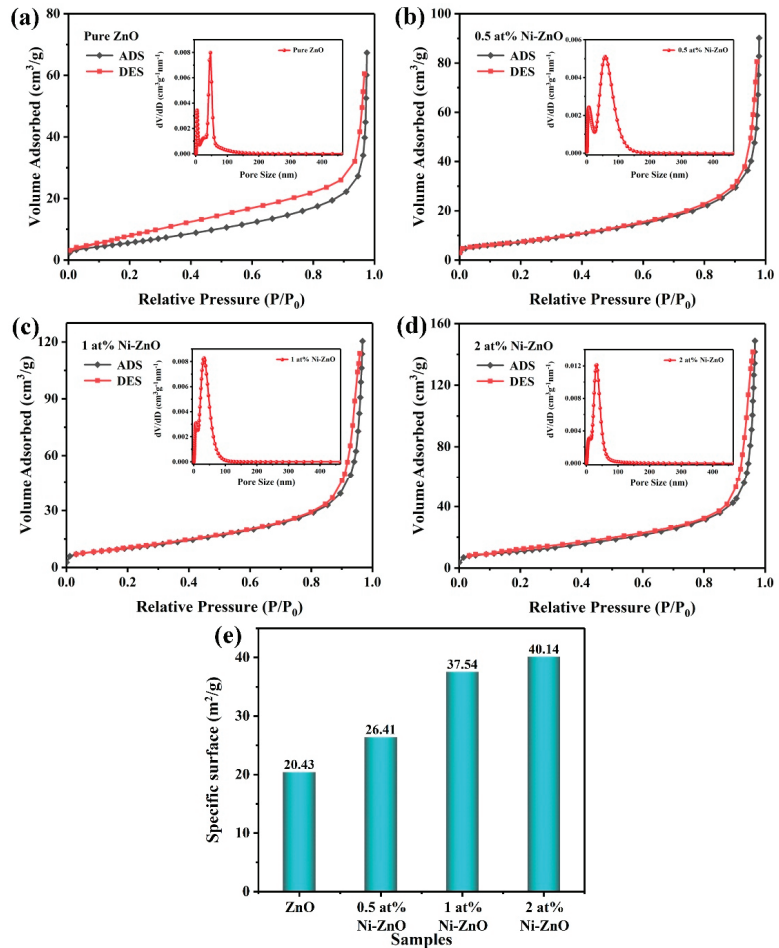 (a)
Pure ZnO
ADS
DES
Pure ZnO
0.008
0.006
0.004
0.002
0.000
dV/dD (cm³g⁻¹nm⁻¹)
0 100 200 300 400
Pore Size (nm)
80
60
40
20
0
Volume Adsorbed (cm³/g)
0.0 0.2 0.4 0.6 0.8 1.0
Relative Pressure (P/P₀)
(b)
0.5 at% Ni-ZnO
ADS
DES
0.5 at% Ni-ZnO
0.006
0.004
0.002
0.000
dV/dD (cm³g⁻¹nm⁻¹)
0 100 200 300 400
Pore Size (nm)
100
80
60
40
20
0
Volume Adsorbed (cm³/g)
0.0 0.2 0.4 0.6 0.8 1.0
Relative Pressure (P/P₀)
(c)
1 at% Ni-ZnO
ADS
DES
1 at% Ni-ZnO
0.008
0.006
0.004
0.002
0.000
dV/dD (cm³g⁻¹nm⁻¹)
0 100 200 300 400
Pore Size (nm)
120
90
60
30
0
Volume Adsorbed (cm³/g)
0.0 0.2 0.4 0.6 0.8 1.0
Relative Pressure (P/P₀)
(d)
2 at% Ni-ZnO
ADS
DES
2 at% Ni-ZnO
0.012
0.008
0.004
0.000
dV/dD (cm³g⁻¹nm⁻¹)
0 100 200 300 400
Pore Size (nm)
160
120
80
40
0
Volume Adsorbed (cm³/g)
0.0 0.2 0.4 0.6 0.8 1.0
Relative Pressure (P/P₀)
(e)
40
30
20
10
0
Specific surface (m²/g)
20.43
26.41
37.54
40.14
ZnO 0.5 at% 1 at% 2 at%
Ni-ZnO Ni-ZnO Ni-ZnO
Samples